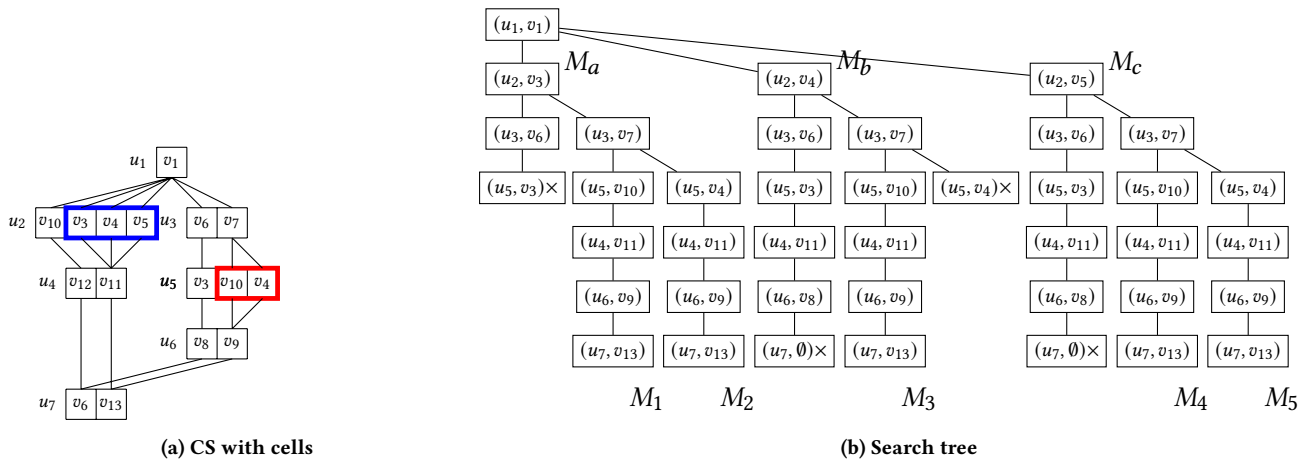 u₁ v₁
u₂ v₁₀ v₃ v₄ v₅ u₃ v₆ v₇
u₄ v₁₂ v₁₁ u₅ v₃ v₁₀ v₄
u₆ v₈ v₉
u₇ v₆ v₁₃
(a) CS with cells
(u₁, v₁)
Mₐ M_b M_c
(u₂, v₃) (u₂, v₄) (u₂, v₅)
(u₃, v₆) (u₃, v₇) (u₃, v₆) (u₃, v₇) (u₃, v₆) (u₃, v₇)
(u₅, v₃)× (u₅, v₁₀) (u₅, v₄) (u₅, v₃) (u₅, v₁₀) (u₅, v₄)× (u₅, v₃) (u₅, v₁₀) (u₅, v₄)
(u₄, v₁₁) (u₄, v₁₁) (u₄, v₁₁) (u₄, v₁₁) (u₄, v₁₁) (u₄, v₁₁) (u₄, v₁₁)
(u₆, v₉) (u₆, v₉) (u₆, v₈) (u₆, v₉) (u₆, v₈) (u₆, v₉) (u₆, v₉)
(u₇, v₁₃) (u₇, v₁₃) (u₇, ∅)× (u₇, v₁₃) (u₇, ∅)× (u₇, v₁₃) (u₇, v₁₃)
M₁ M₂ M₃ M₄ M₅
(b) Search tree